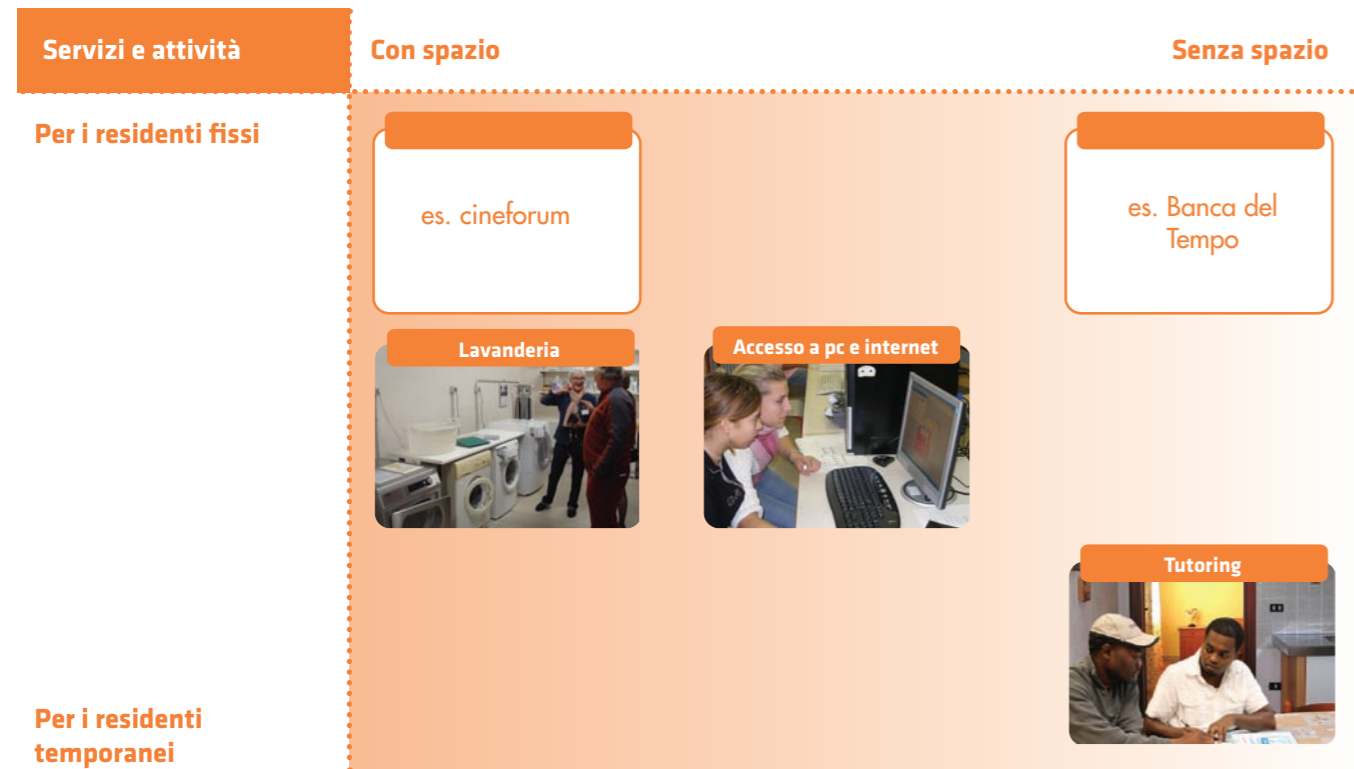 Servizi e attività
Con spazio
Senza spazio
Per i residenti fissi
es. cineforum
es. Banca del
Tempo
Lavanderia
Accesso a pc e internet
Tutoring
Per i residenti
temporanei